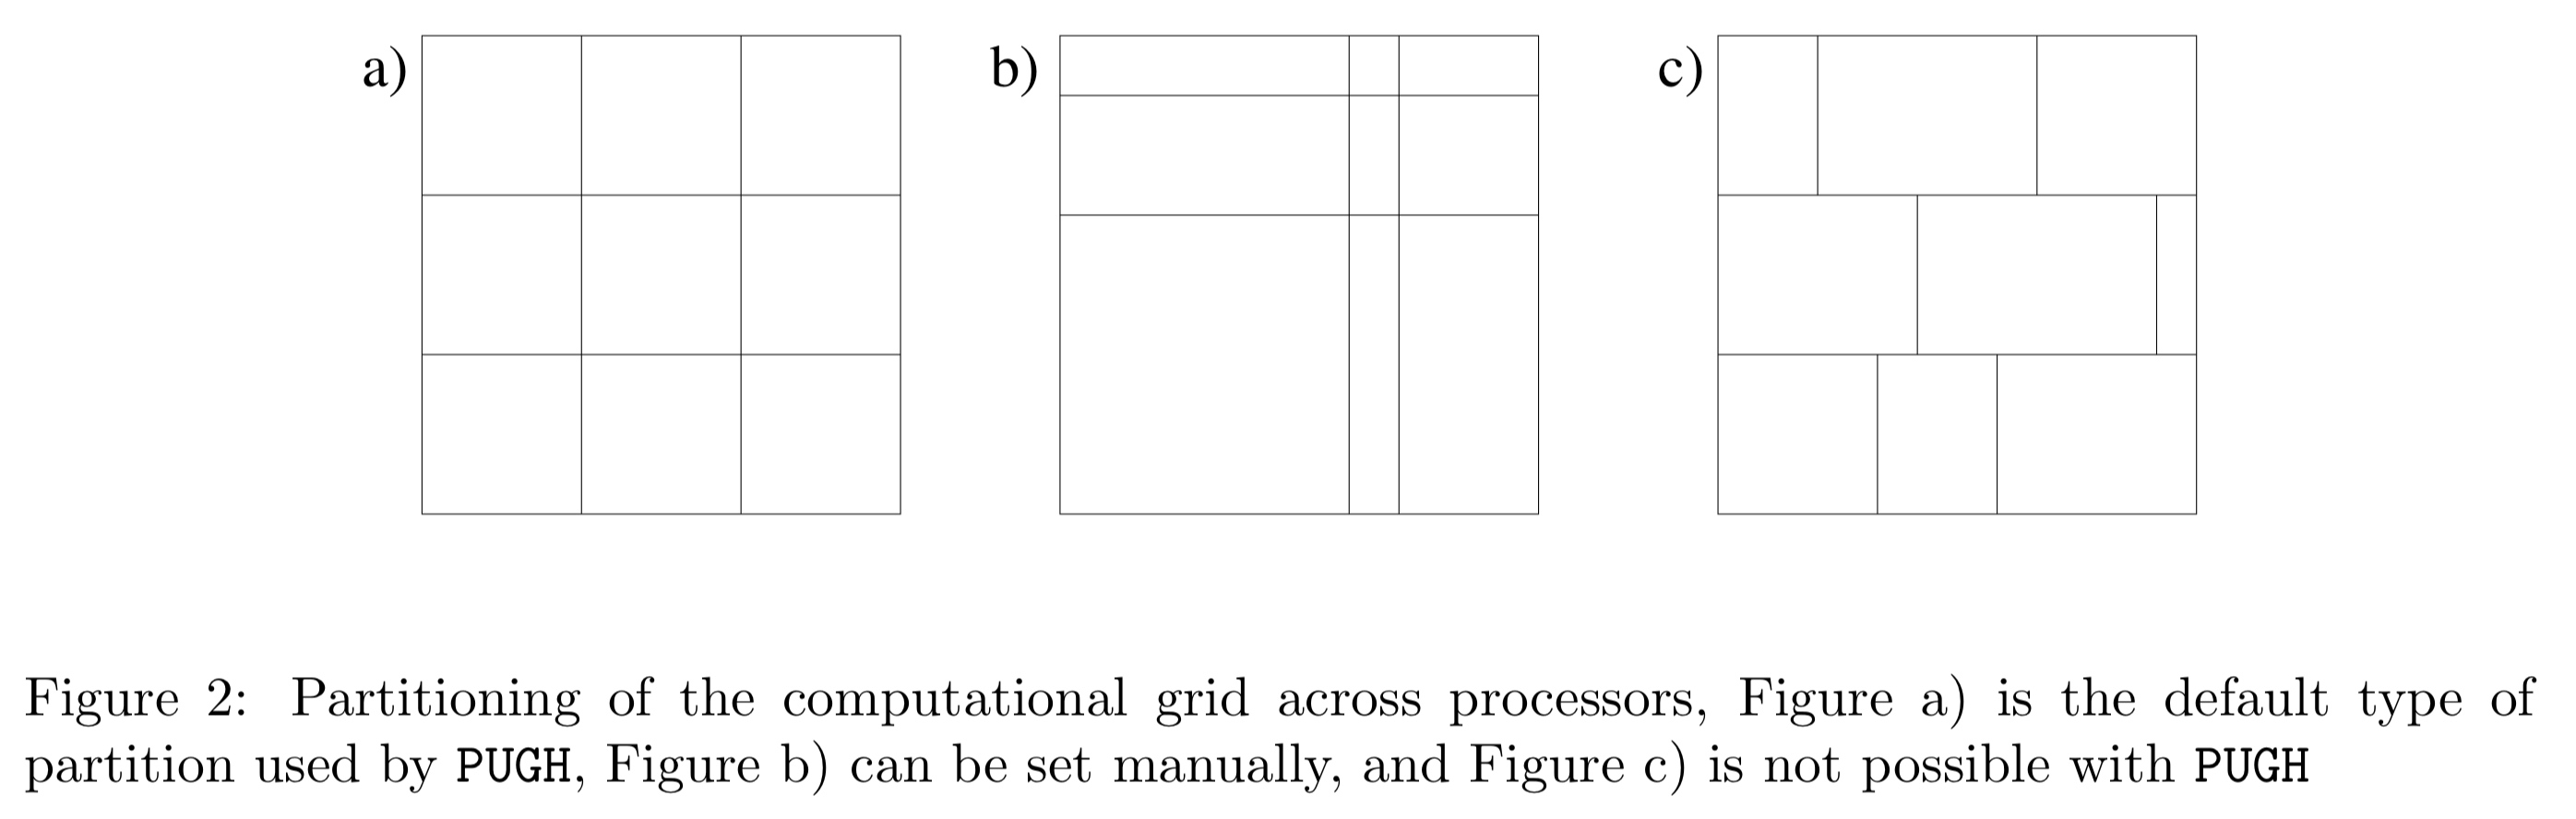 a)
b)
c)
Figure 2: Partitioning of the computational grid across processors, Figure a) is the default type of
partition used by PUGH, Figure b) can be set manually, and Figure c) is not possible with PUGH